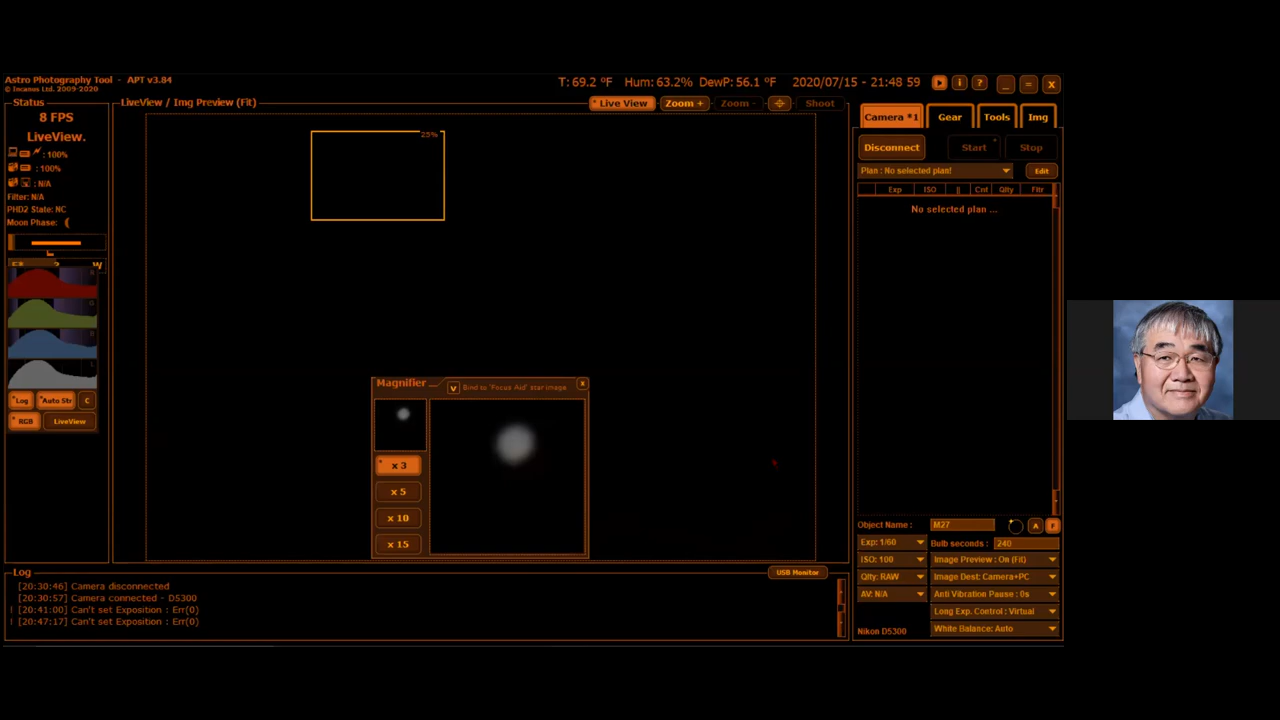 Astro Photography Tool - APT v3.84
© Incanus Ltd. 2009-2020
T: 69.2 °F Hum: 63.2% DewP: 56.1 °F 2020/07/15 - 21:48 59
i ? _ = x
Status
8 FPS
LiveView.
: 100%
: 100%
: N/A
Filter: N/A
PHD2 State: NC
Moon Phase:
W
R
G
B
L
Log Auto Str C
RGB LiveView
LiveView / Img Preview (Fit)
Live View Zoom + Zoom - Shoot
25%
Magnifier ... v Bind to "Focus Aid" star image x
x 3
x 5
x 10
x 15
Camera *1 Gear Tools Img
Disconnect Start Stop
Plan : No selected plan! Edit
Exp ISO || Cnt Qlty Fltr
No selected plan ...
Object Name : M27 A F
Exp: 1/60 Bulb seconds : 240
ISO: 100 Image Preview : On (Fit)
Qlty: RAW Image Dest: Camera+PC
AV: N/A Anti Vibration Pause : 0s
Long Exp. Control : Virtual
Nikon D5300 White Balance: Auto
Log USB Monitor
[20:30:46] Camera disconnected
[20:30:57] Camera connected - D5300
[20:41:00] Can't set Exposition : Err(0)
[20:47:17] Can't set Exposition : Err(0)